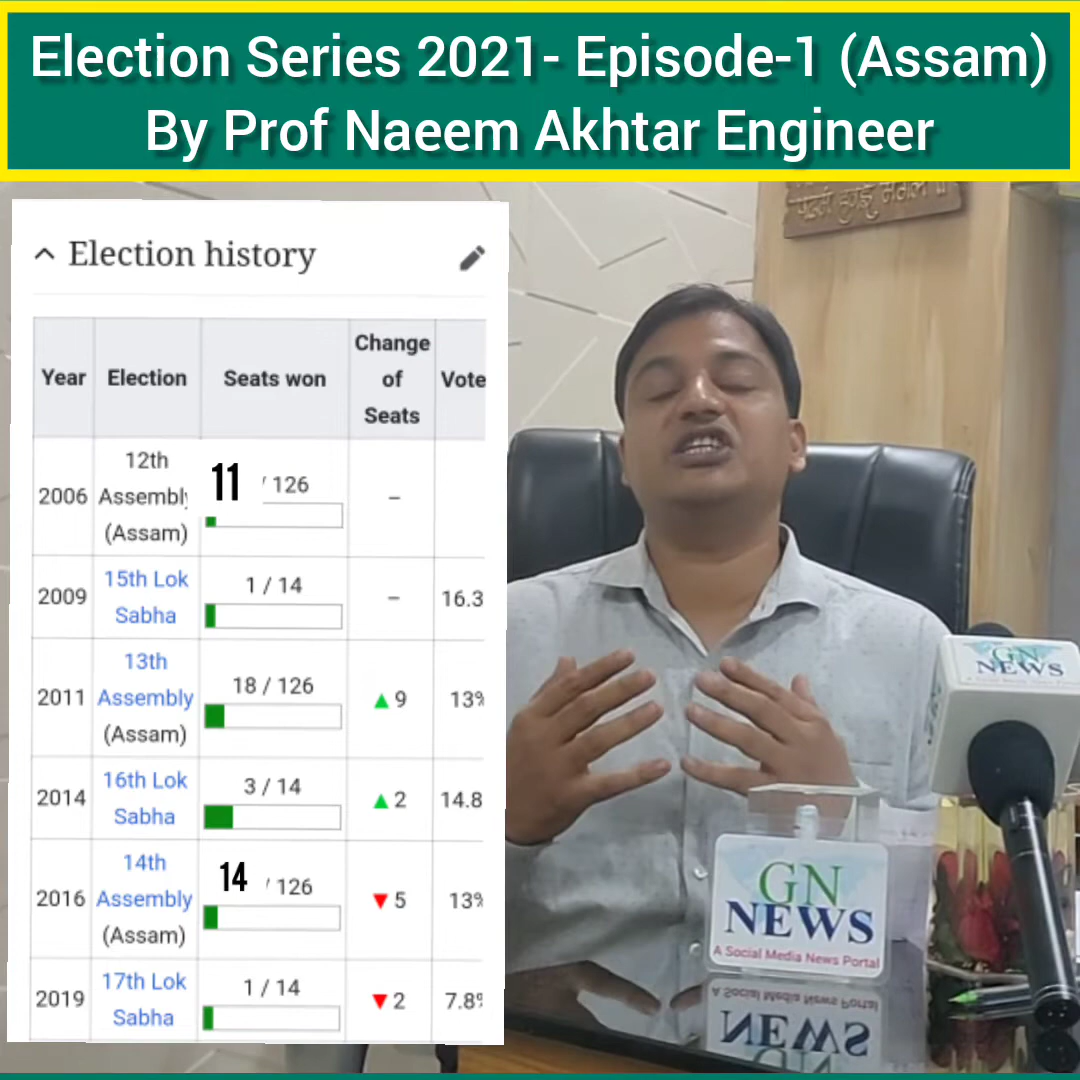 Election Series 2021- Episode-1 (Assam)
By Prof Naeem Akhtar Engineer
Election history
Year Election Seats won Change of Seats Vote
2006 12th Assembly (Assam) 11 / 126 –
2009 15th Lok Sabha 1 / 14 – 16.3
2011 13th Assembly (Assam) 18 / 126 ▲ 9 13%
2014 16th Lok Sabha 3 / 14 ▲ 2 14.8
2016 14th Assembly (Assam) 14 / 126 ▼ 5 13%
2019 17th Lok Sabha 1 / 14 ▼ 2 7.8%
GN
NEWS
A Social Media News Portal
GN
NEWS
A Social Media News Portal